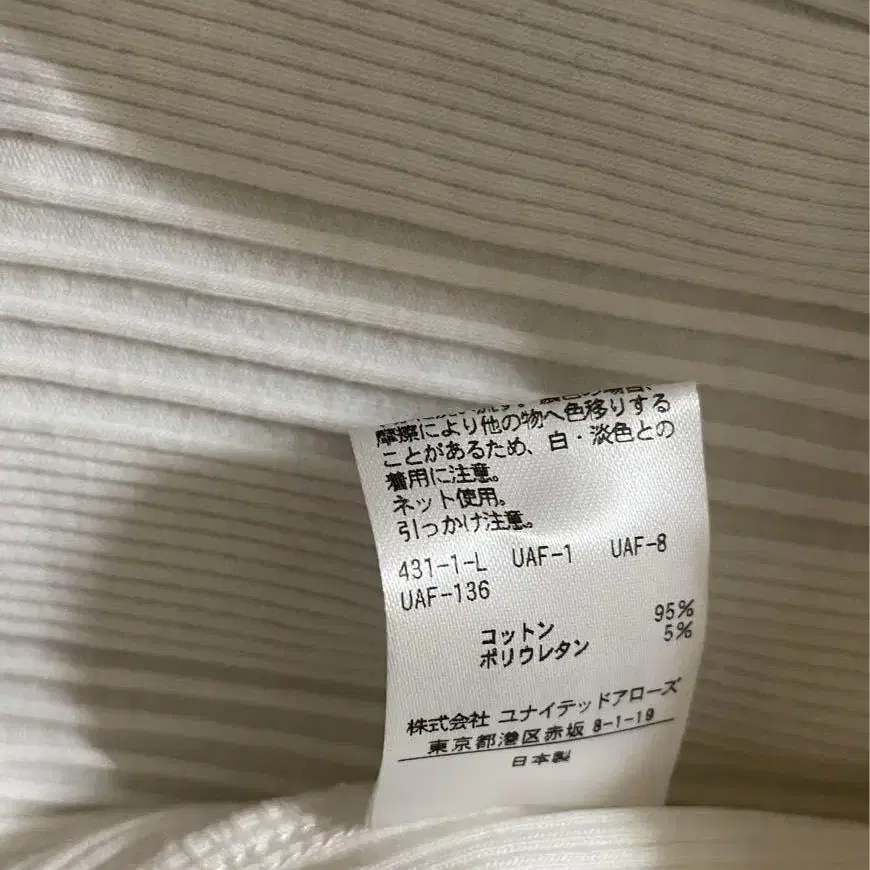 摩擦により他の物へ色移りする
ことがあるため、白・淡色との
着用に注意。
ネット使用。
引っかけ注意。
431-1-L UAF-1 UAF-8
UAF-136
コットン 95%
ポリウレタン 5%
株式会社 ユナイテッドアローズ
東京都港区赤坂 8-1-19
日本製